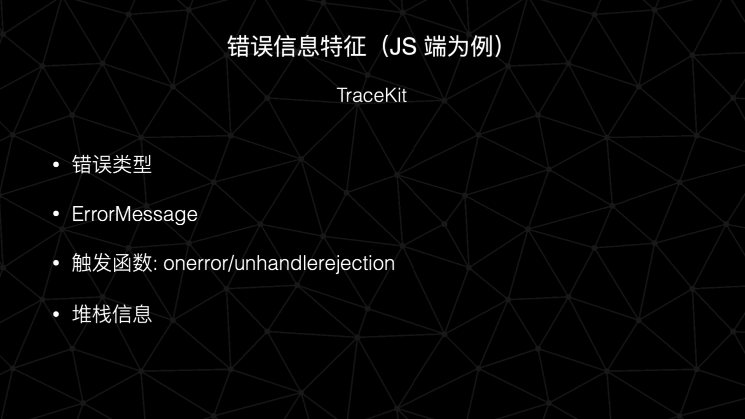 错误信息特征（JS 端为例）
TraceKit
• 错误类型
• ErrorMessage
• 触发函数: onerror/unhandlerejection
• 堆栈信息